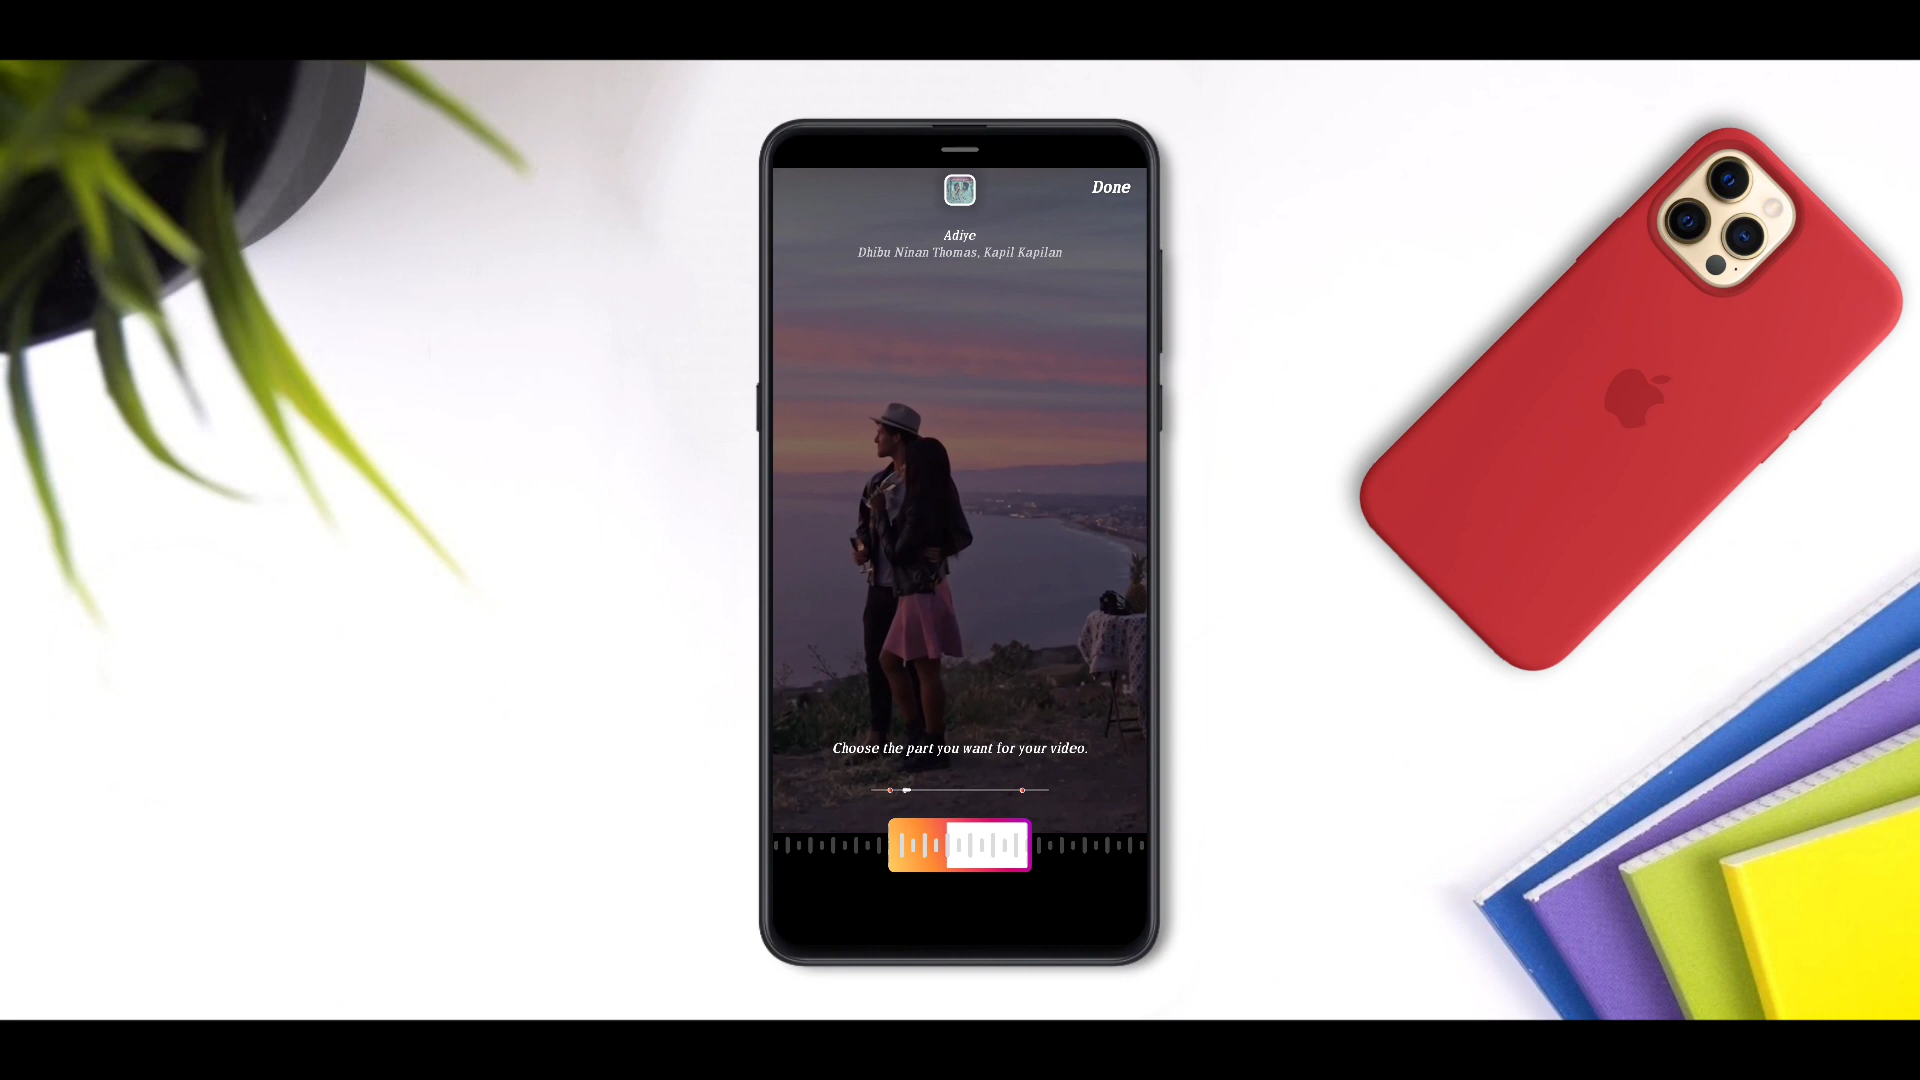 Done
Adiye
Dhibu Ninan Thomas, Kapil Kapilan
Choose the part you want for your video.